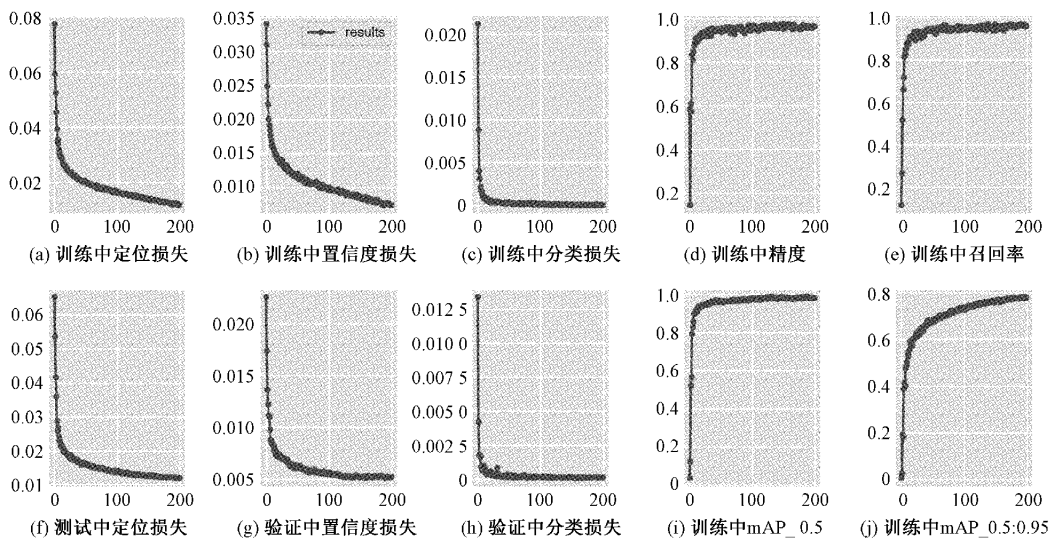 0.08
0.06
0.04
0.02
0 100 200
(a) 训练中定位损失
0.035
0.030
0.025
0.020
0.015
0.010
results
0 100 200
(b) 训练中置信度损失
0.020
0.015
0.010
0.005
0
0 100 200
(c) 训练中分类损失
1.0
0.8
0.6
0.4
0.2
0 100 200
(d) 训练中精度
1.0
0.8
0.6
0.4
0.2
0 100 200
(e) 训练中召回率
0.06
0.05
0.04
0.03
0.02
0.01
0 100 200
(f) 测试中定位损失
0.020
0.015
0.010
0.005
0 100 200
(g) 验证中置信度损失
0.012 5
0.010 0
0.007 5
0.005 0
0.002 5
0
0 100 200
(h) 验证中分类损失
1.0
0.8
0.6
0.4
0.2
0
0 100 200
(i) 训练中mAP_ 0.5
0.8
0.6
0.4
0.2
0
0 100 200
(j) 训练中mAP_0.5:0.95